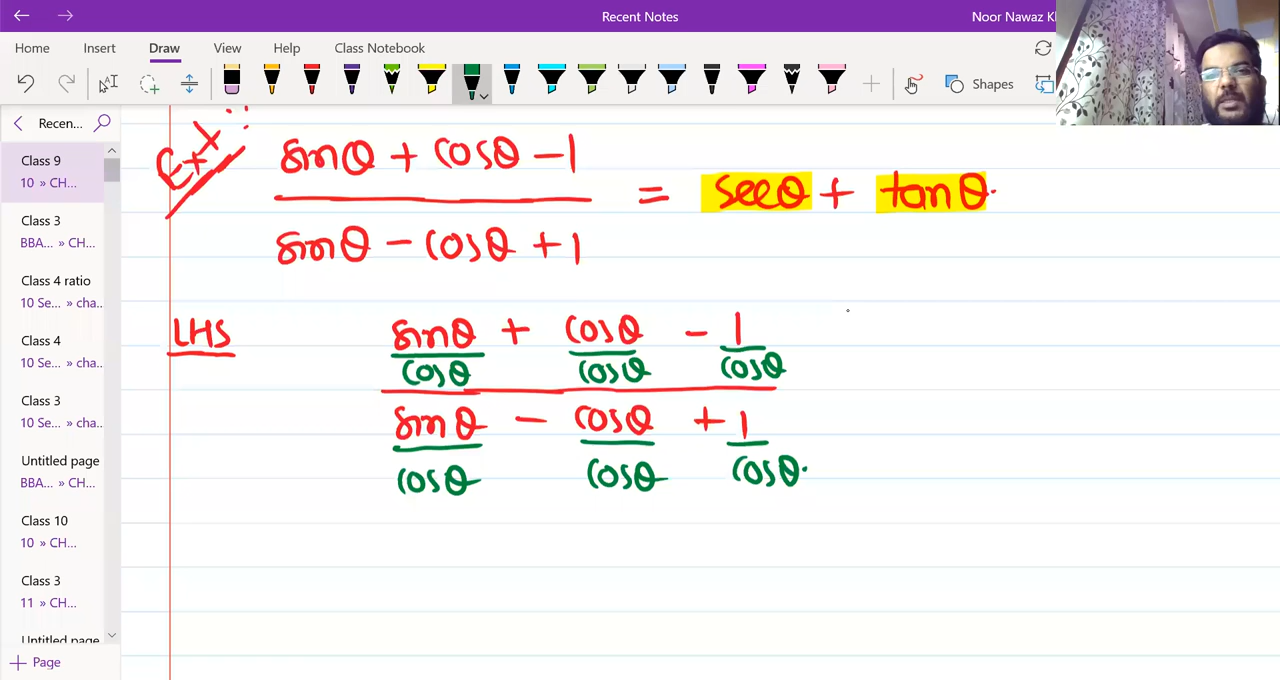 Recent Notes
Noor Nawaz Kh
Home Insert Draw View Help Class Notebook
Shapes
Recen...
Class 9
10 » CH...
Class 3
BBA... » CH...
Class 4 ratio
10 Se... » cha..
Class 4
10 Se... » cha..
Class 3
10 Se... » cha..
Untitled page
BBA... » CH...
Class 10
10 » CH...
Class 3
11 » CH...
Untitled page
+ Page
sinθ + cosθ − 1
= secθ + tanθ.
sinθ − cosθ + 1
LHS
sinθ + cosθ − 1
cosθ cosθ cosθ
sinθ − cosθ + 1
cosθ cosθ cosθ.